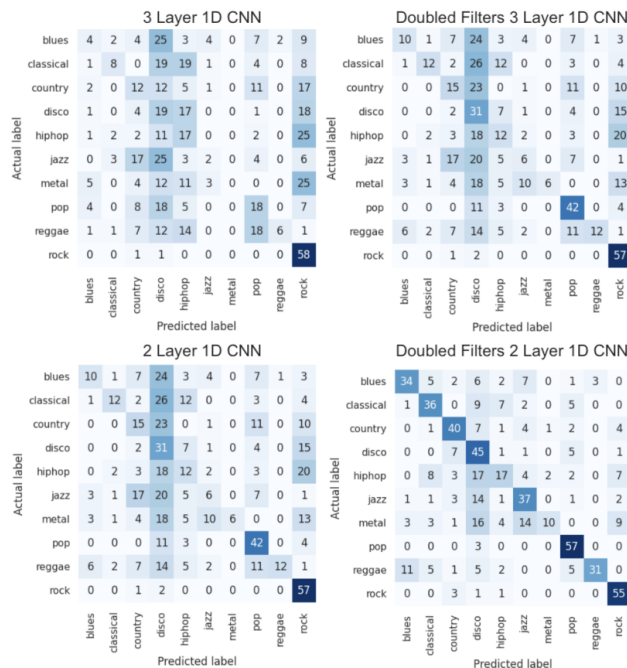 3 Layer 1D CNN
Actual label
blues 4 2 4 25 3 4 0 7 2 9
classical 1 8 0 19 19 1 0 4 0 8
country 2 0 12 12 5 1 0 11 0 17
disco 1 0 4 19 17 0 0 1 0 18
hiphop 1 2 2 11 17 0 0 2 0 25
jazz 0 3 17 25 3 2 0 4 0 6
metal 5 0 4 12 11 3 0 0 0 25
pop 4 0 8 18 5 0 0 18 0 7
reggae 1 1 7 12 14 0 0 18 6 1
rock 0 0 1 1 0 0 0 0 0 58
blues classical country disco hiphop jazz metal pop reggae rock
Predicted label
Doubled Filters 3 Layer 1D CNN
Actual label
blues 10 1 7 24 3 4 0 7 1 3
classical 1 12 2 26 12 0 0 3 0 4
country 0 0 15 23 1 0 0 11 0 10
disco 0 0 2 31 7 1 0 4 0 15
hiphop 0 2 3 18 12 2 0 3 0 20
jazz 3 1 17 20 5 6 0 7 0 1
metal 3 1 4 18 5 10 6 0 0 13
pop 0 0 0 11 3 0 0 42 0 4
reggae 6 2 7 14 5 2 0 11 12 1
rock 0 0 1 2 0 0 0 0 0 57
blues classical country disco hiphop jazz metal pop reggae rock
Predicted label
2 Layer 1D CNN
Actual label
blues 10 1 7 24 3 4 0 7 1 3
classical 1 12 2 26 12 0 0 3 0 4
country 0 0 15 23 1 0 0 11 0 10
disco 0 0 2 31 7 1 0 4 0 15
hiphop 0 2 3 18 12 2 0 3 0 20
jazz 3 1 17 20 5 6 0 7 0 1
metal 3 1 4 18 5 10 6 0 0 13
pop 0 0 0 11 3 0 0 42 0 4
reggae 6 2 7 14 5 2 0 11 12 1
rock 0 0 1 2 0 0 0 0 0 57
blues classical country disco hiphop jazz metal pop reggae rock
Predicted label
Doubled Filters 2 Layer 1D CNN
Actual label
blues 34 5 2 6 2 7 0 1 3 0
classical 1 36 0 9 7 2 0 5 0 0
country 0 1 40 7 1 4 1 2 0 4
disco 0 0 7 45 1 1 0 5 0 1
hiphop 0 8 3 17 17 4 2 2 0 7
jazz 1 1 3 14 1 37 0 1 0 2
metal 3 3 1 16 4 14 10 0 0 9
pop 0 0 0 3 0 0 0 57 0 0
reggae 11 5 1 5 2 0 0 5 31 0
rock 0 0 3 1 1 0 0 0 0 55
blues classical country disco hiphop jazz metal pop reggae rock
Predicted label